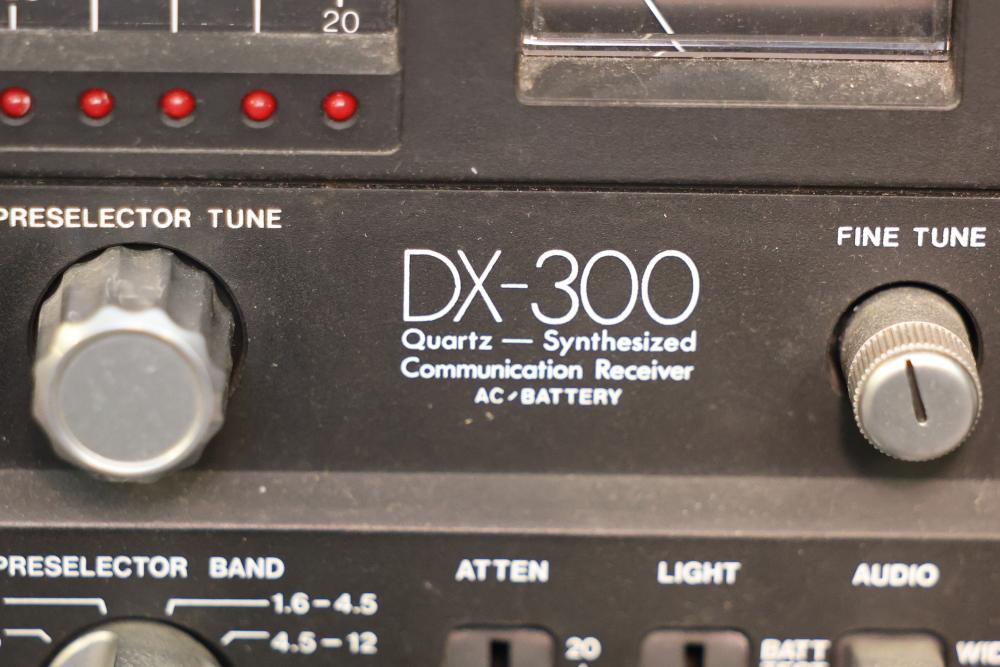 20
PRESELECTOR TUNE
FINE TUNE
DX-300
Quartz — Synthesized
Communication Receiver
AC/BATTERY
PRESELECTOR BAND
ATTEN
LIGHT
AUDIO
1.6-4.5
4.5-12
20
BATT